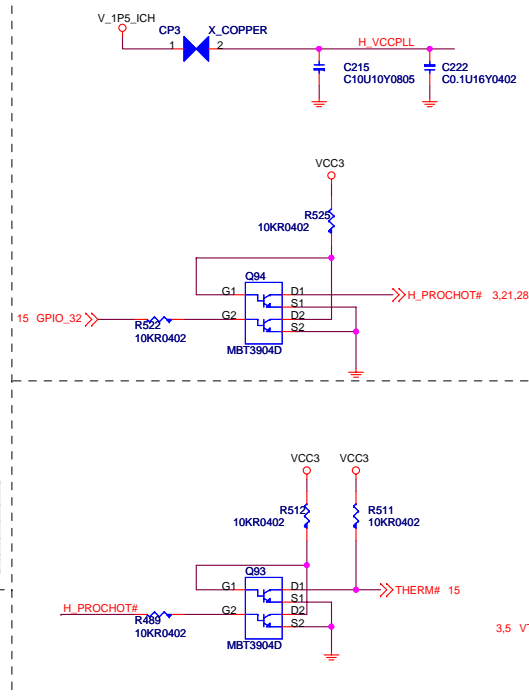 V_1P5_ICH
CP3 X_COPPER
1 2
H_VCCPLL
C215
C10U10Y0805
C222
C0.1U16Y0402
VCC3
R525
10KR0402
Q94
G1 D1
S1
G2 D2
S2
MBT3904D
H_PROCHOT# 3,21,28
15 GPIO_32
R522
10KR0402
VCC3 VCC3
R512
10KR0402
R511
10KR0402
Q93
G1 D1
S1
G2 D2
S2
MBT3904D
THERM# 15
H_PROCHOT#
R489
10KR0402
3,5